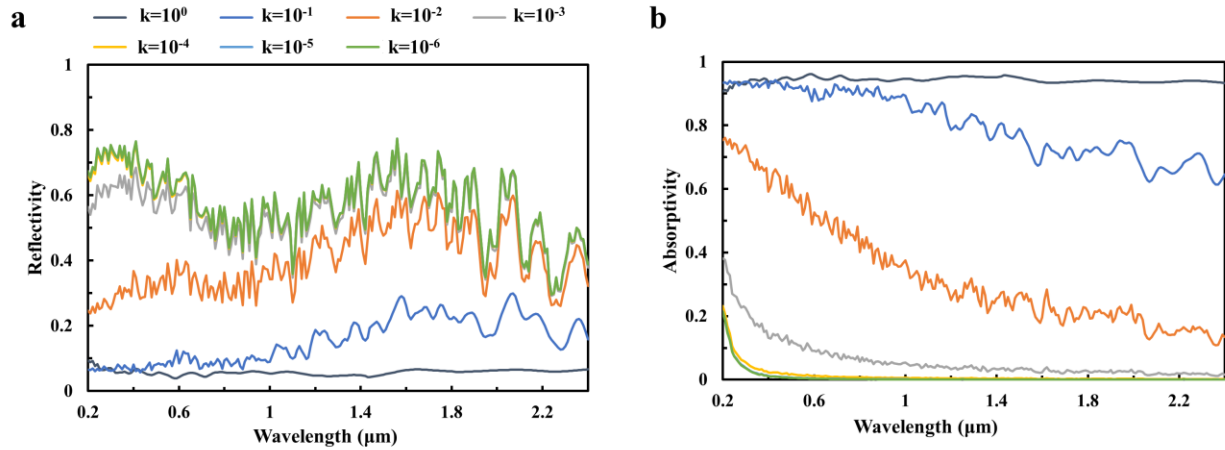 a
k=10⁰ k=10⁻¹ k=10⁻² k=10⁻³
k=10⁻⁴ k=10⁻⁵ k=10⁻⁶
1
0.8
0.6
0.4
0.2
0
Reflectivity
0.2 0.6 1 1.4 1.8 2.2
Wavelength (μm)
b
1
0.8
0.6
0.4
0.2
0
Absorptivity
0.2 0.6 1 1.4 1.8 2.2
Wavelength (μm)